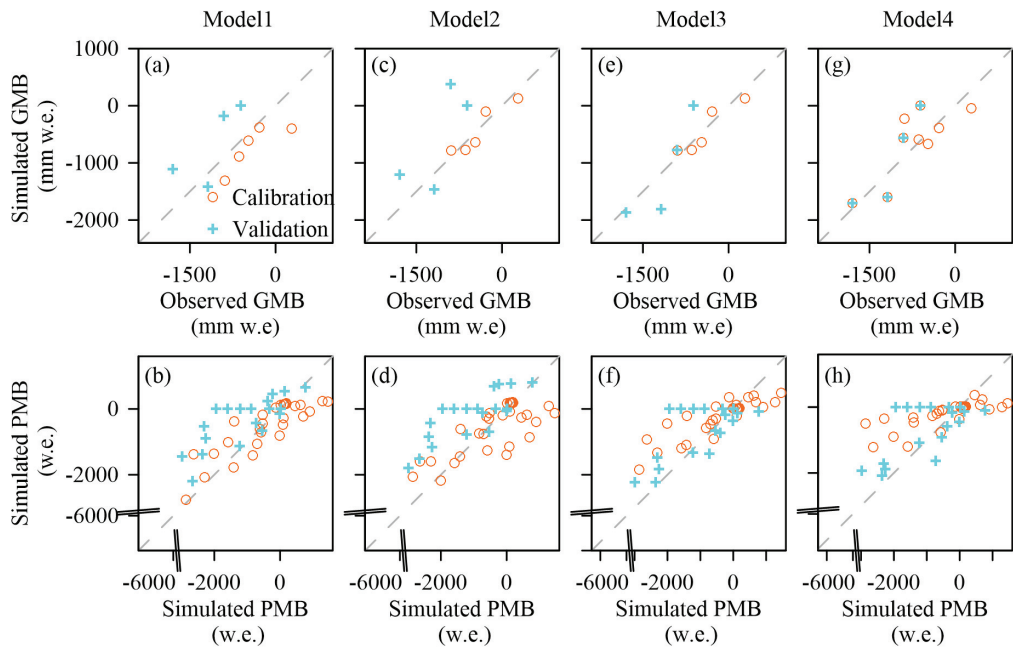 Model1 Model2 Model3 Model4
Simulated GMB
(mm w.e.)
1000
0
-1000
-2000
(a) (c) (e) (g)
Calibration
Validation
-1500 0 -1500 0 -1500 0 -1500 0
Observed GMB Observed GMB Observed GMB Observed GMB
(mm w.e) (mm w.e) (mm w.e) (mm w.e)
Simulated PMB
(w.e.)
0
-2000
-6000
(b) (d) (f) (h)
-6000 -2000 0 -6000 -2000 0 -6000 -2000 0 -6000 -2000 0
Simulated PMB Simulated PMB Simulated PMB Simulated PMB
(w.e.) (w.e.) (w.e.) (w.e.)